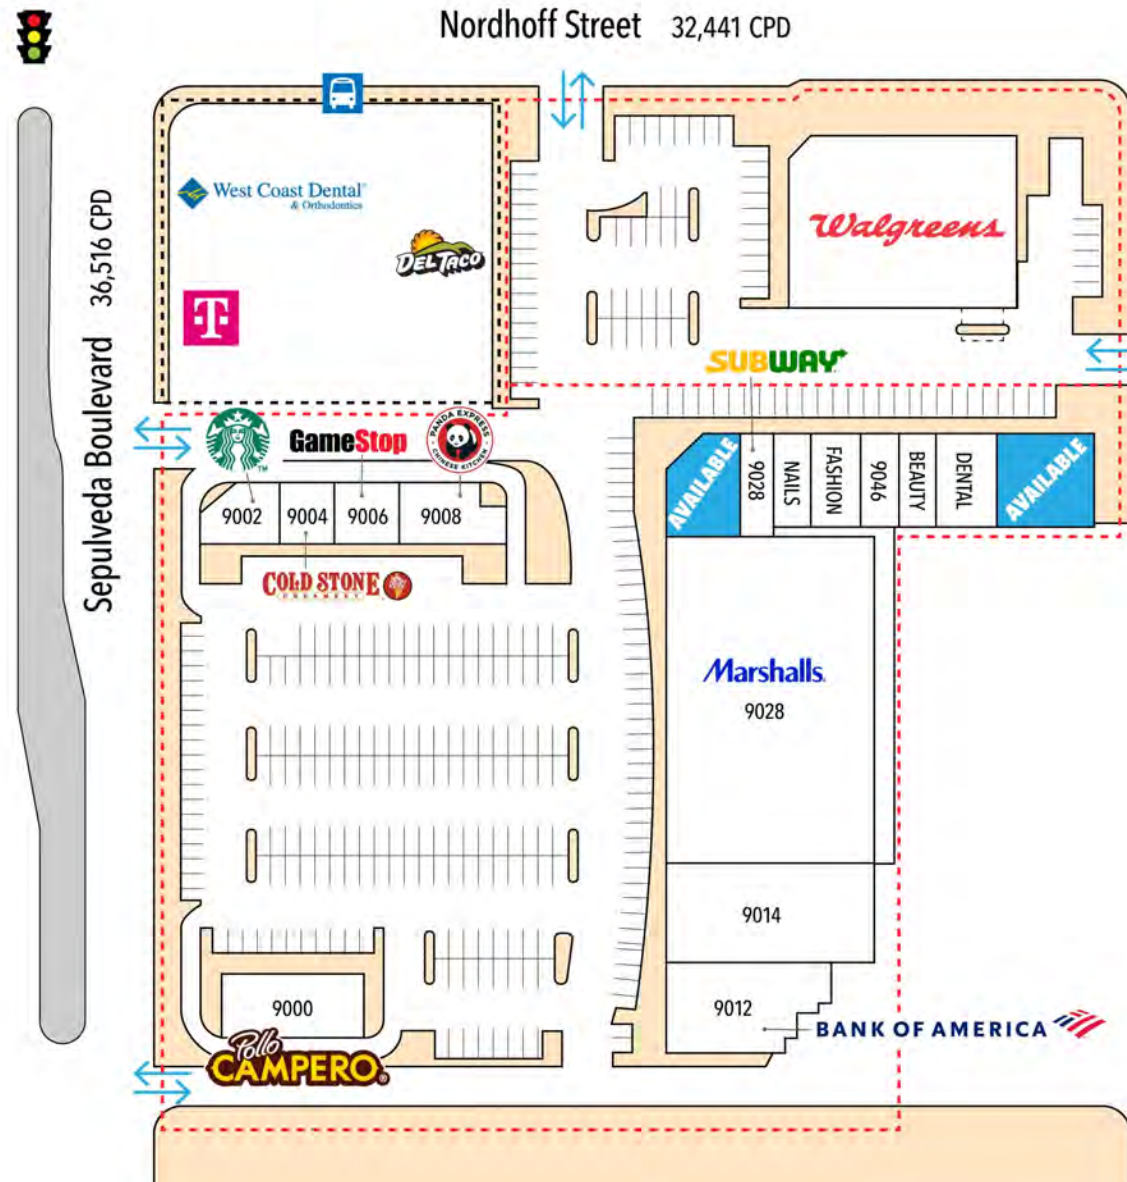 Nordhoff Street 32,441 CPD
Sepulveda Boulevard 36,516 CPD
West Coast Dental
& Orthodontics
DEL TACO
T
Walgreens
SUBWAY
GameStop
PANDA EXPRESS
CHINESE KITCHEN
TM
9002
9004
9006
9008
COLD STONE
CREAMERY
AVAILABLE
9028
NAILS
FASHION
9046
BEAUTY
DENTAL
AVAILABLE
Marshalls.
9028
9014
9012
BANK OF AMERICA
9000
Pollo
CAMPERO®